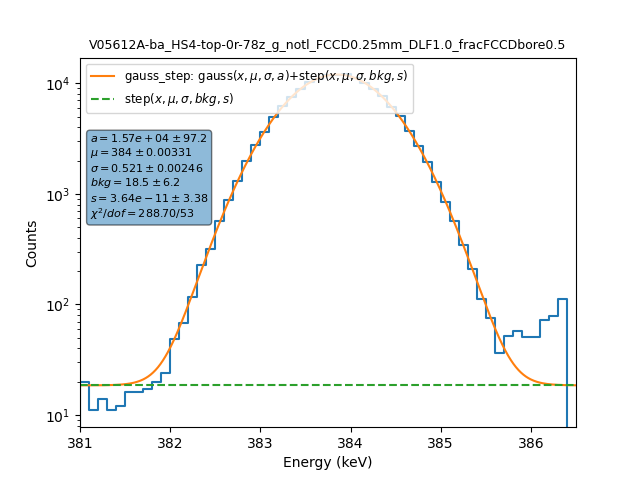 V05612A-ba_HS4-top-0r-78z_g_notl_FCCD0.25mm_DLF1.0_fracFCCDbore0.5
gauss_step: gauss(x, μ, σ, a)+step(x, μ, σ, bkg, s)
step(x, μ, σ, bkg, s)
a = 1.57e + 04 ± 97.2
μ = 384 ± 0.00331
σ = 0.521 ± 0.00246
bkg = 18.5 ± 6.2
s = 3.64e − 11 ± 3.38
χ²/dof = 288.70/53
Counts
10⁴
10³
10²
10¹
381 382 383 384 385 386
Energy (keV)